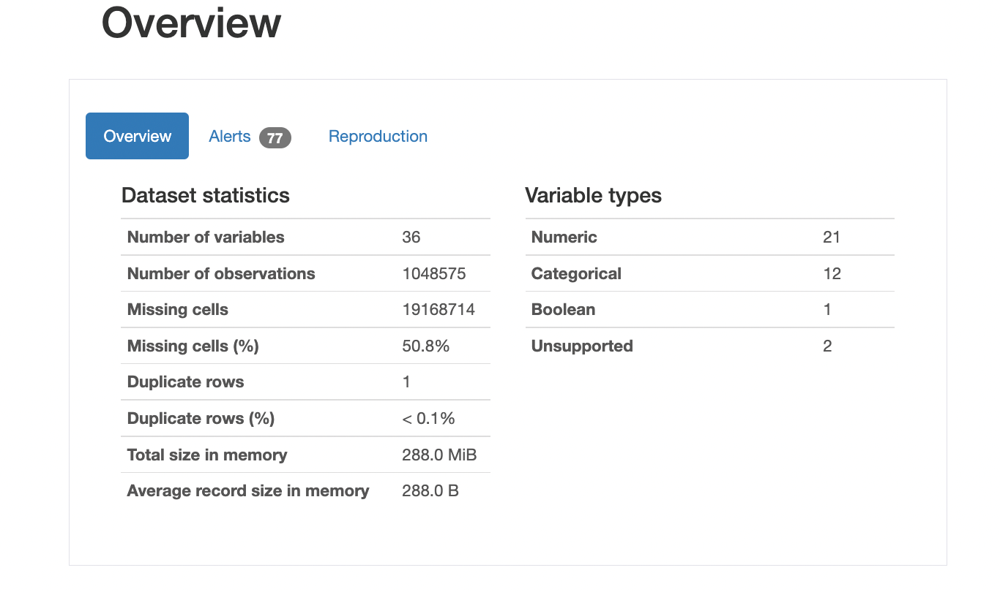 Overview
Overview Alerts 77 Reproduction
Dataset statistics
Number of variables 36
Number of observations 1048575
Missing cells 19168714
Missing cells (%) 50.8%
Duplicate rows 1
Duplicate rows (%) < 0.1%
Total size in memory 288.0 MiB
Average record size in memory 288.0 B
Variable types
Numeric 21
Categorical 12
Boolean 1
Unsupported 2